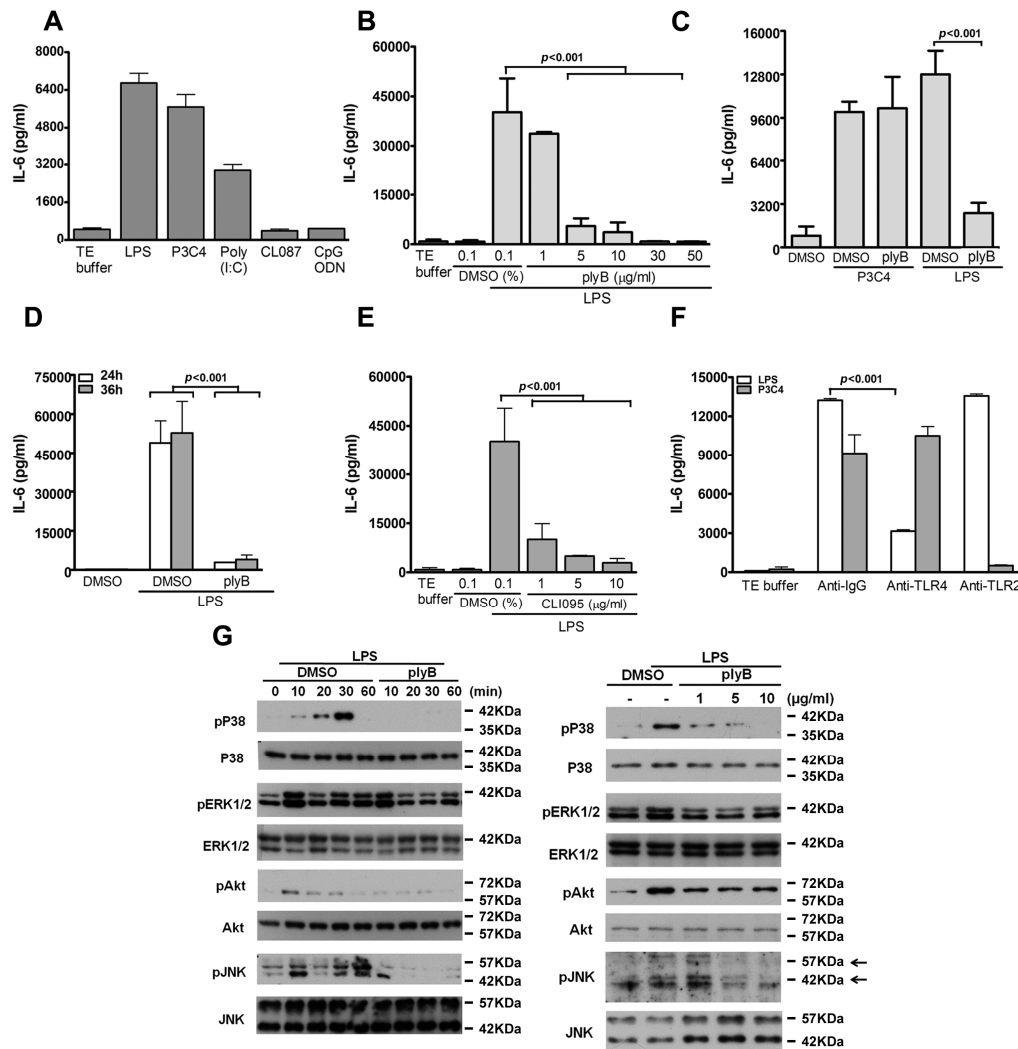 A
IL-6 (pg/ml)
8000
6400
4800
3200
1600
0
TE buffer
LPS
P3C4
Poly (I:C)
CL087
CpG ODN
B
IL-6 (pg/ml)
60000
45000
30000
15000
0
p<0.001
TE buffer
0.1 0.1 1 5 10 30 50
DMSO (%) plyB (µg/ml)
LPS
C
IL-6 (pg/ml)
16000
12800
9600
6400
3200
0
p<0.001
DMSO DMSO plyB DMSO plyB
P3C4 LPS
D
IL-6 (pg/ml)
24h
36h
75000
60000
45000
30000
15000
0
p<0.001
DMSO DMSO plyB
LPS
E
IL-6 (pg/ml)
60000
45000
30000
15000
0
p<0.001
TE buffer
0.1 0.1 1 5 10
DMSO (%) CLI095 (µg/ml)
LPS
F
IL-6 (pg/ml)
LPS
P3C4
15000
12000
9000
6000
3000
0
p<0.001
TE buffer Anti-IgG Anti-TLR4 Anti-TLR2
G
LPS
DMSO plyB
0 10 20 30 60 10 20 30 60 (min)
pP38 42KDa
35KDa
P38 42KDa
35KDa
pERK1/2 42KDa
ERK1/2 42KDa
pAkt 72KDa
57KDa
Akt 72KDa
57KDa
pJNK 57KDa
42KDa
JNK 57KDa
42KDa
LPS
DMSO plyB
- - 1 5 10 (µg/ml)
pP38 42KDa
35KDa
P38 42KDa
35KDa
pERK1/2 42KDa
ERK1/2 42KDa
pAkt 72KDa
57KDa
Akt 72KDa
57KDa
pJNK 57KDa
42KDa
JNK 57KDa
42KDa